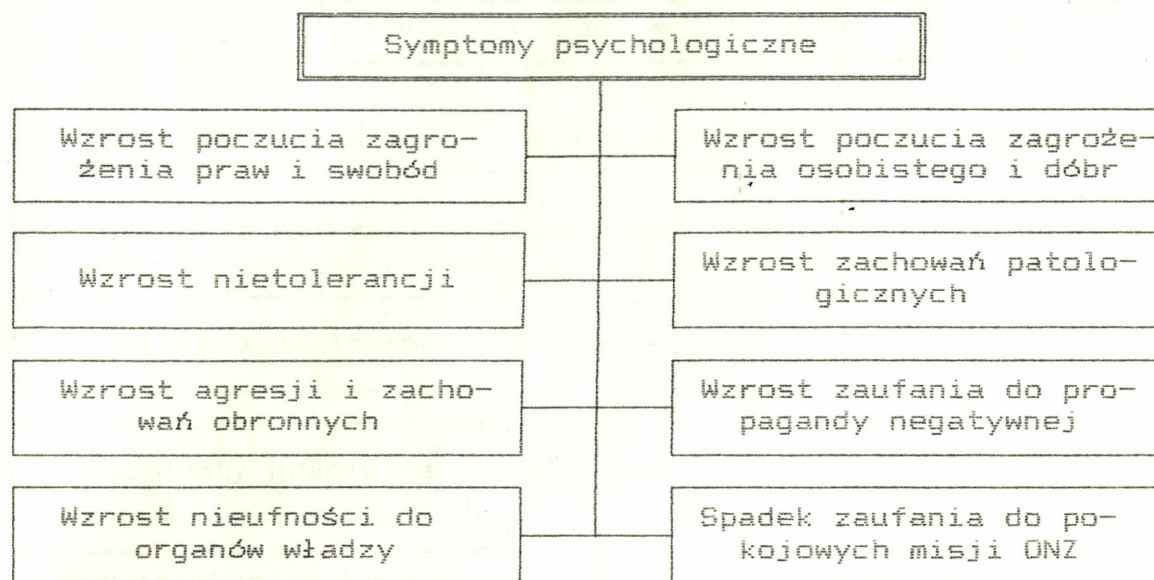 Symptomy psychologiczne
Wzrost poczucia zagro-
żenia praw i swobód
Wzrost poczucia zagroże-
nia osobistego i dóbr
Wzrost nietolerancji
Wzrost zachowań patolo-
gicznych
Wzrost agresji i zacho-
wań obronnych
Wzrost zaufania do pro-
pagandy negatywnej
Wzrost nieufności do
organów władzy
Spadek zaufania do po-
kojowych misji ONZ